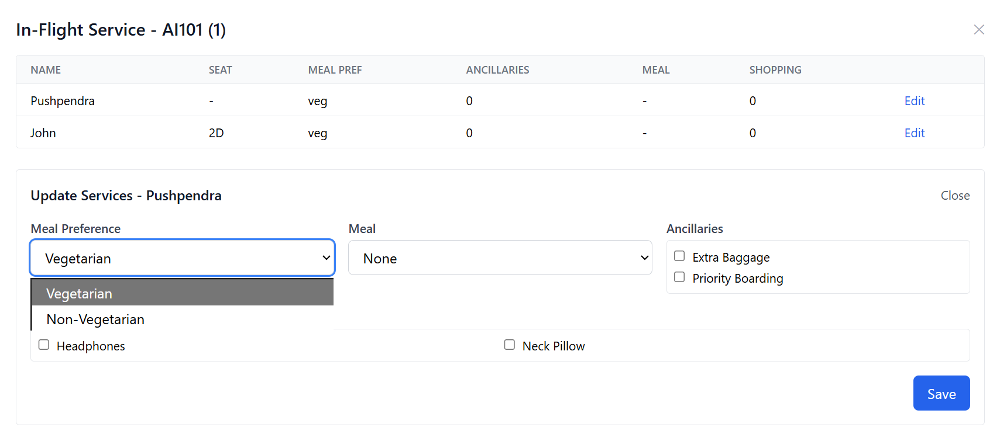 In-Flight Service - AI101 (1)
NAME SEAT MEAL PREF ANCILLARIES MEAL SHOPPING
Pushpendra - veg 0 - 0 Edit
John 2D veg 0 - 0 Edit
Update Services - Pushpendra Close
Meal Preference Meal Ancillaries
Vegetarian None Extra Baggage
Priority Boarding
Vegetarian
Non-Vegetarian
Headphones Neck Pillow
Save